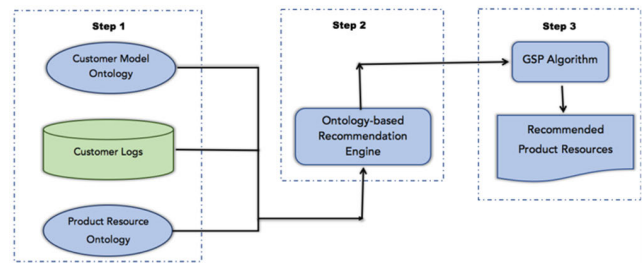 Step 1
Customer Model
Ontology
Customer Logs
Product Resource
Ontology
Step 2
Ontology-based
Recommendation
Engine
Step 3
GSP Algorithm
Recommended
Product Resources